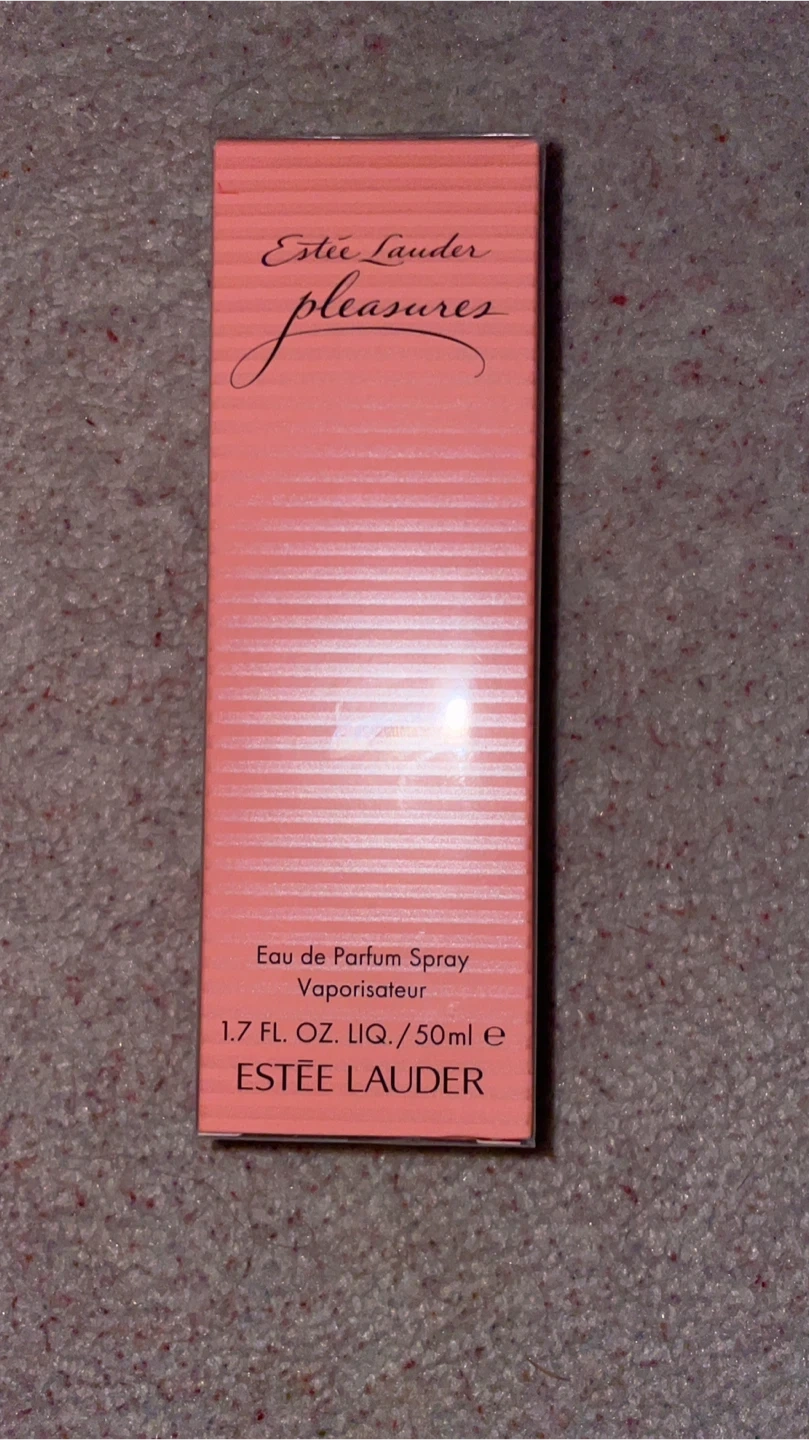 Estée Lauder
pleasures
Eau de Parfum Spray
Vaporisateur
1.7 FL. OZ. LIQ./50ml ℮
ESTĒE LAUDER